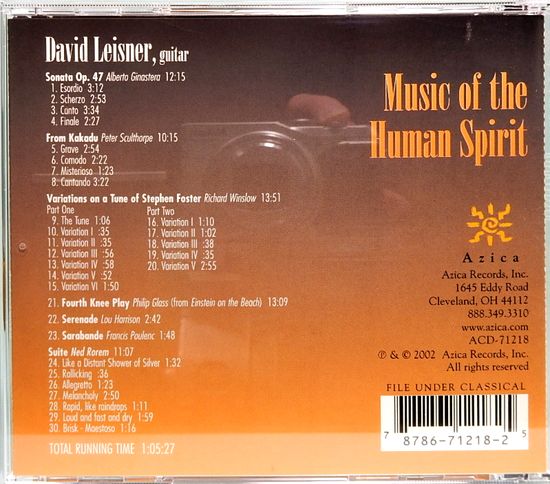 David Leisner, guitar
Sonata Op. 47 Alberto Ginastera 12:15
1. Esordio 3:12
2. Scherzo 2:53
3. Canto 3:34
4. Finale 2:27
From Kakadu Peter Sculthorpe 10:15
5. Grave 2:54
6. Comodo 2:22
7. Misterioso 1:23
8. Cantando 3:22
Variations on a Tune of Stephen Foster Richard Winslow 13:51
Part One
9. The Tune 1:06
10. Variation I :35
11. Variation II :35
12. Variation III :56
13. Variation IV :58
14. Variation V :52
15. Variation VI 1:50
Part Two
16. Variation I 1:10
17. Variation II 1:02
18. Variation III :38
19. Variation IV :35
20. Variation V 2:55
21. Fourth Knee Play Philip Glass (from Einstein on the Beach) 13:09
22. Serenade Lou Harrison 2:42
23. Sarabande Francis Poulenc 1:48
Suite Ned Rorem 11:07
24. Like a Distant Shower of Silver 1:32
25. Rollicking :36
26. Allegretto 1:23
27. Melancholy 2:50
28. Rapid, like raindrops 1:11
29. Loud and fast and dry 1:59
30. Brisk - Maestoso 1:16
TOTAL RUNNING TIME 1:05:27
Music of the
Human Spirit
Azica
Azica Records, Inc.
1645 Eddy Road
Cleveland, OH 44112
888.349.3310
www.azica.com
ACD-71218
℗ & © 2002 Azica Records, Inc.
All rights reserved
FILE UNDER CLASSICAL
7 8786-71218-2 5